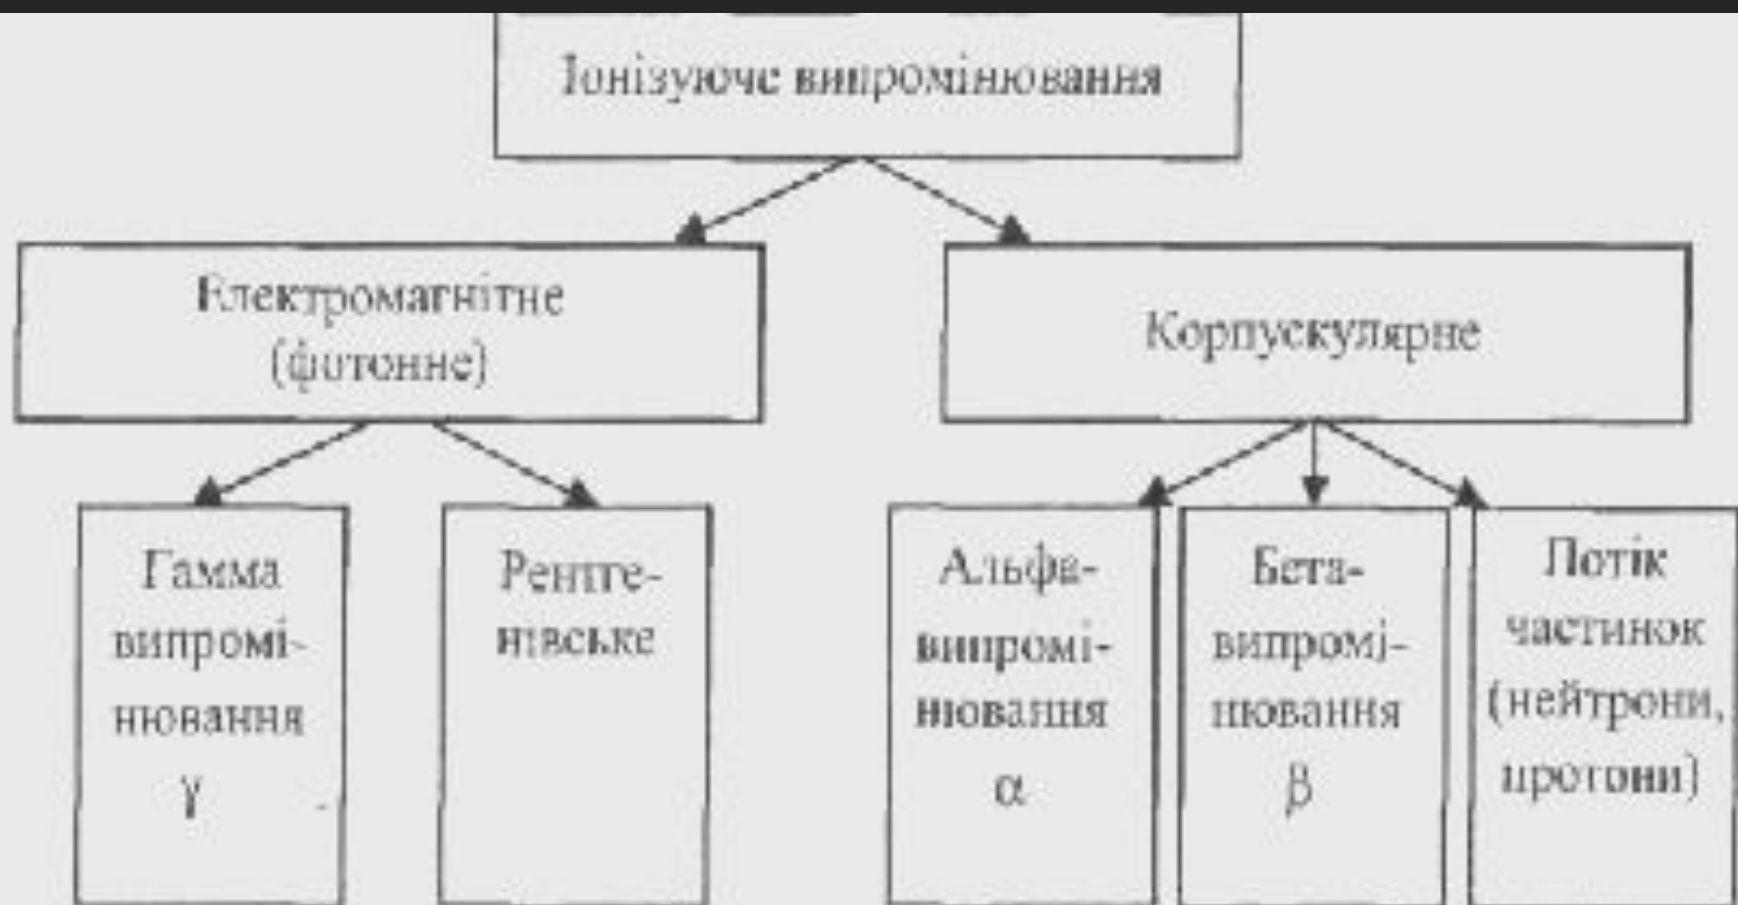 Іонізуюче випромінювання
Електромагнітне
(фотонне)
Корпускулярне
Гамма
випромі-
нювання
γ
Рентге-
нівське
Альфа-
випромі-
нювання
α
Бета-
випромі-
нювання
β
Потік
частинок
(нейтрони,
протони)